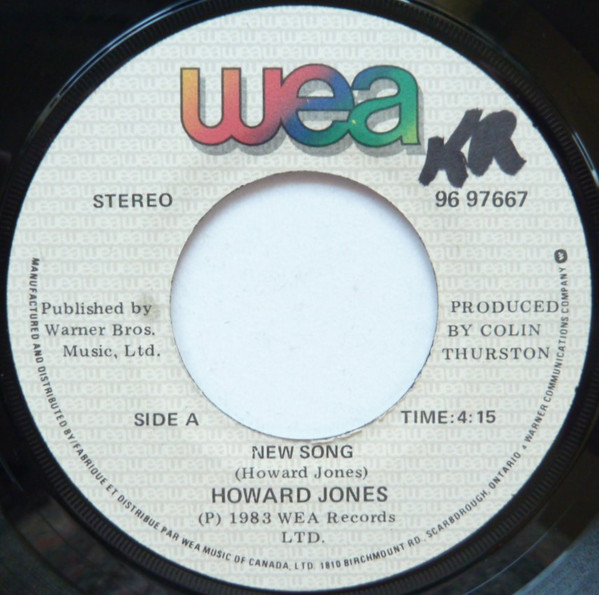 wea
KR
STEREO
96 97667
Published by
Warner Bros.
Music, Ltd.
PRODUCED
BY COLIN
THURSTON
SIDE A
TIME:4:15
NEW SONG
(Howard Jones)
HOWARD JONES
(P) 1983 WEA Records
LTD.
MANUFACTURED AND DISTRIBUTED BY/FABRIQUE ET DISTRIBUE PAR WEA MUSIC OF CANADA, LTD. 1810 BIRCHMOUNT RD., SCARBOROUGH, ONTARIO • A WARNER COMMUNICATIONS COMPANY